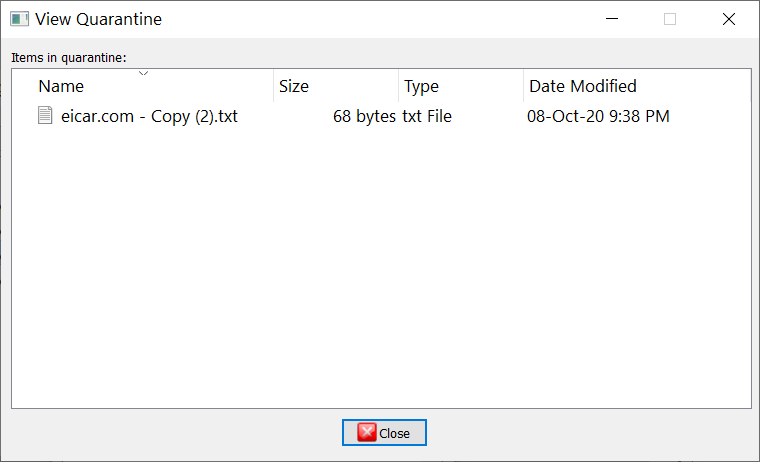 View Quarantine
Items in quarantine:
Name Size Type Date Modified
eicar.com - Copy (2).txt 68 bytes txt File 08-Oct-20 9:38 PM
Close